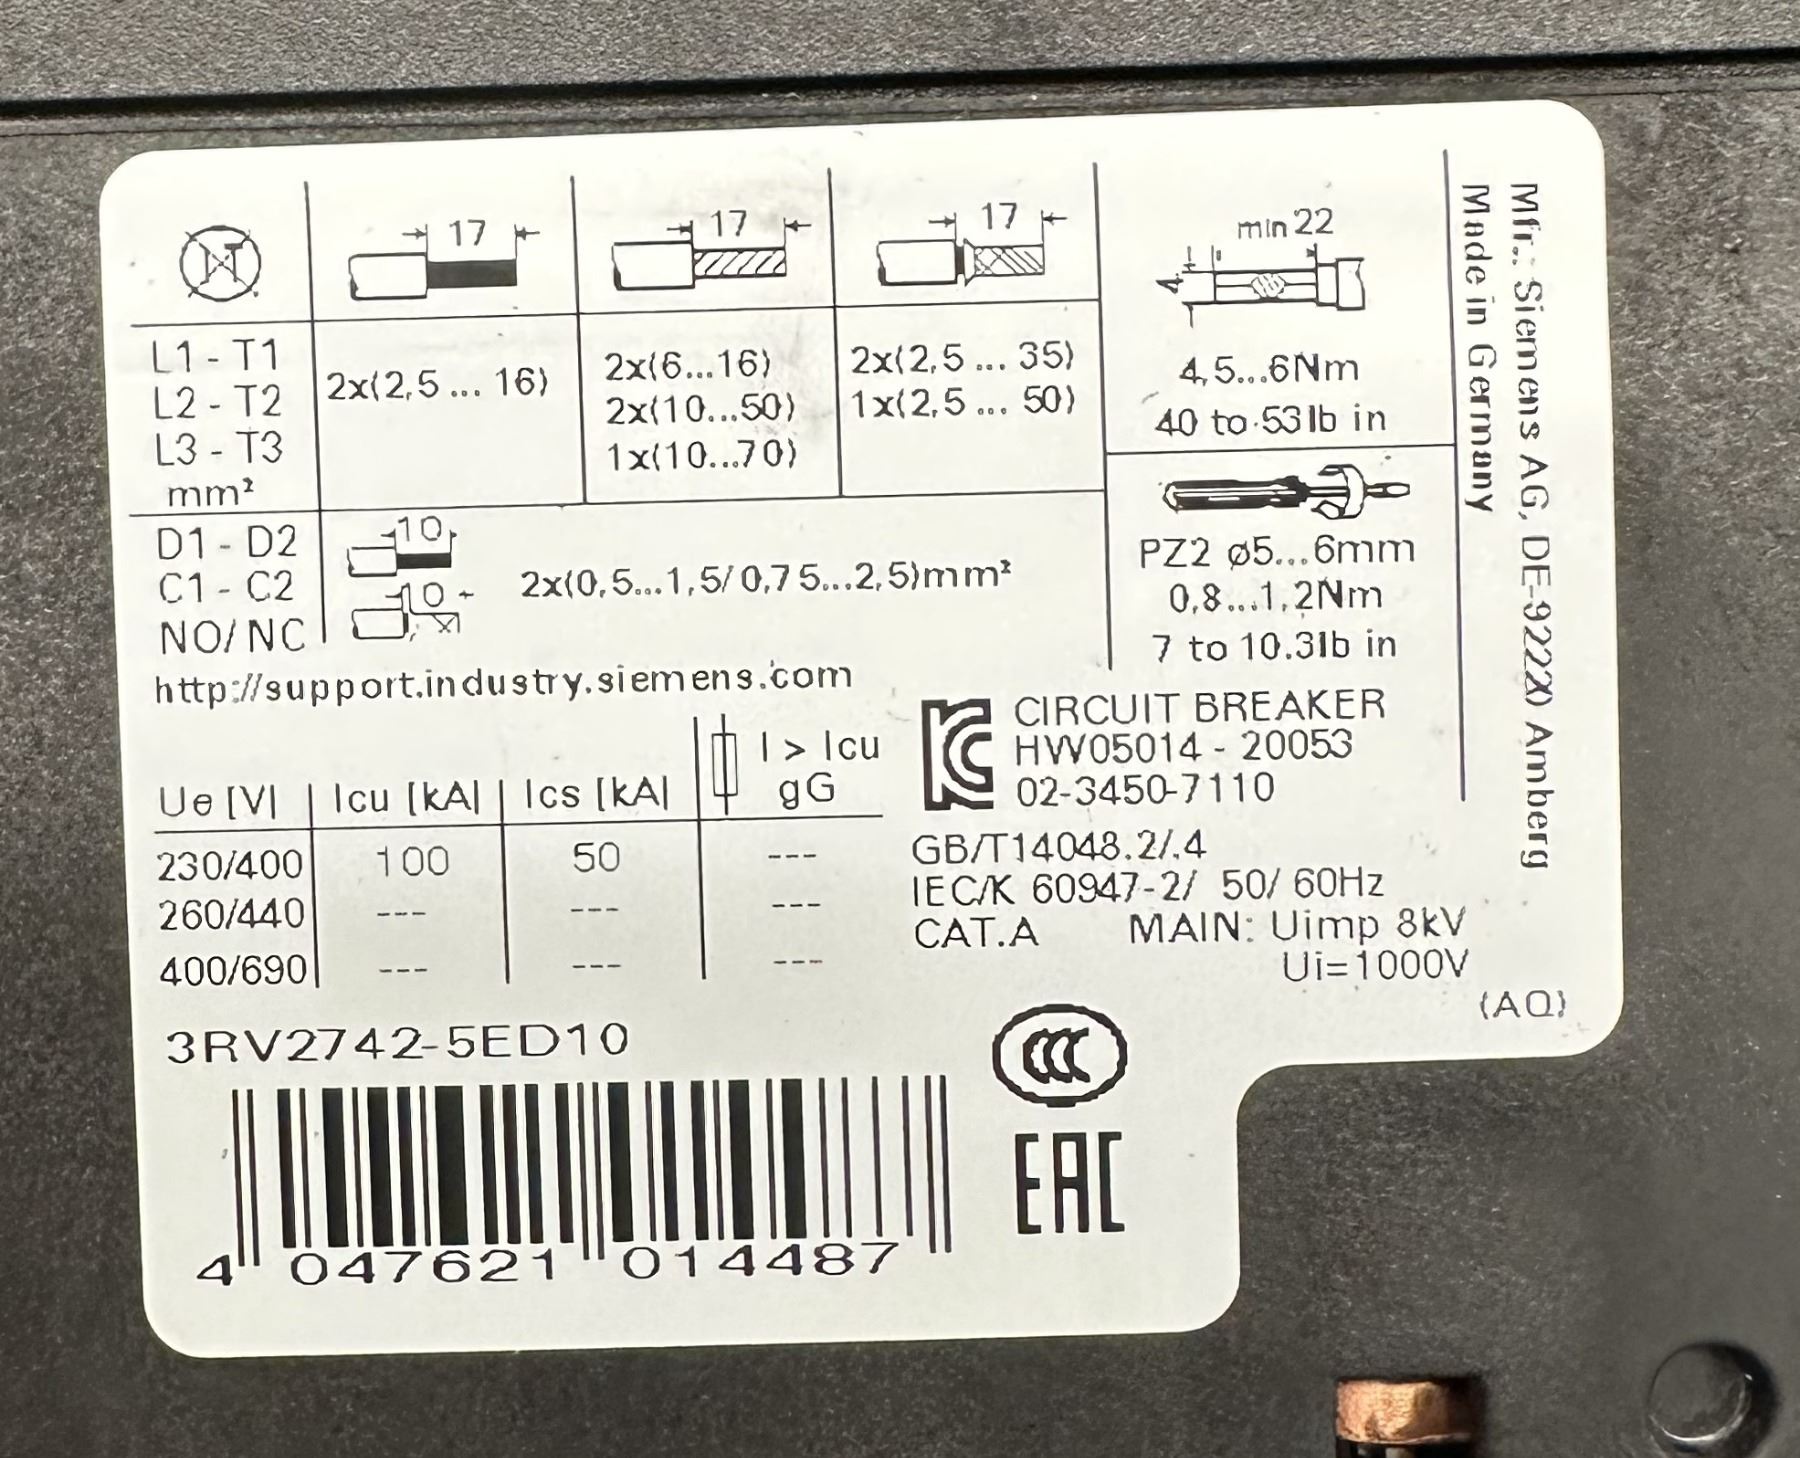 17
17
17
min 22
4
L1 - T1
L2 - T2
L3 - T3
mm²
2x(2,5 ... 16)
2x(6...16)
2x(10...50)
1x(10...70)
2x(2,5 ... 35)
1x(2,5 ... 50)
4,5...6Nm
40 to 53 lb in
D1 - D2
C1 - C2
NO/ NC
10
10
2x(0,5...1,5/ 0,75...2,5)mm²
PZ2 ø5...6mm
0,8...1,2Nm
7 to 10.3lb in
Mfr.: Siemens AG, DE-92220 Amberg
Made in Germany
http://support.industry.siemens.com
Ue [V] Icu [kA] Ics [kA] I > Icu
gG
230/400 100 50 ---
260/440 --- --- ---
400/690 --- --- ---
CIRCUIT BREAKER
HW05014 - 20053
02-3450-7110
GB/T14048.2/.4
IEC/K 60947-2/ 50/ 60Hz
CAT.A MAIN: Uimp 8kV
Ui=1000V
(AQ)
3RV2742-5ED10
CCC
EAC
4 047621 014487